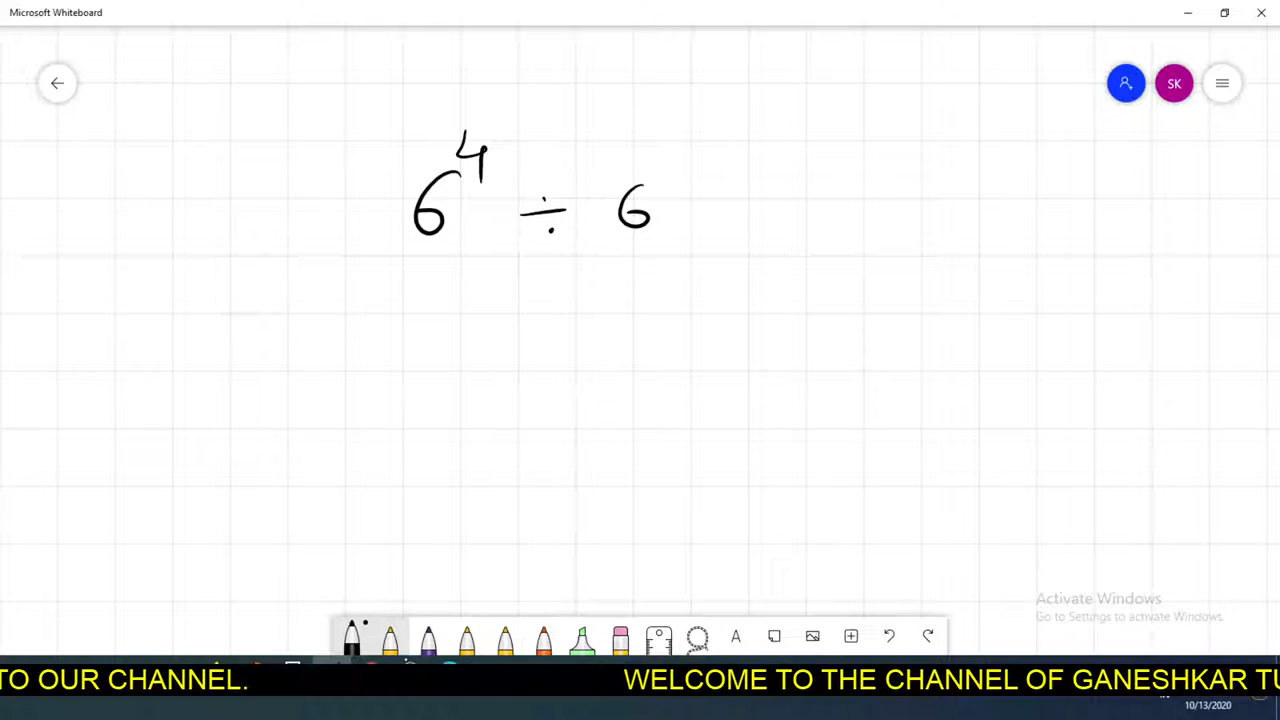 Microsoft Whiteboard
SK
6⁴ ÷ 6
Activate Windows
Go to Settings to activate Windows.
A
TO OUR CHANNEL. WELCOME TO THE CHANNEL OF GANESHKAR TU
10/13/2020